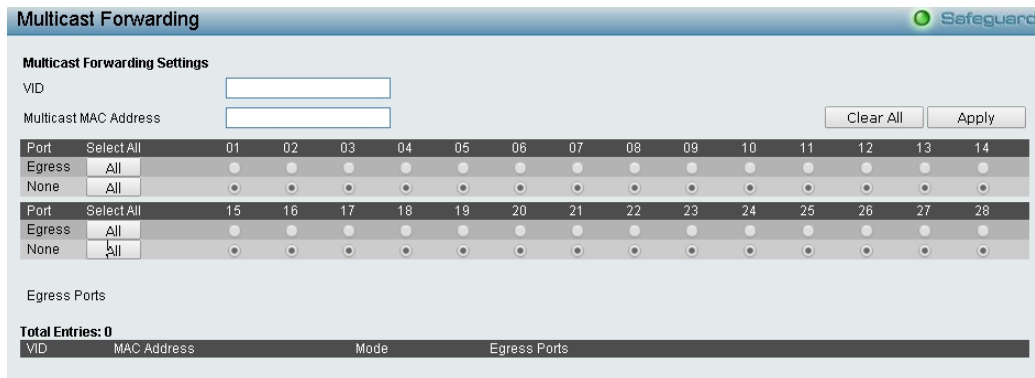 Multicast Forwarding
Safeguard
Multicast Forwarding Settings
VID
Multicast MAC Address
Clear All Apply
Port Select All 01 02 03 04 05 06 07 08 09 10 11 12 13 14
Egress All
None All
Port Select All 15 16 17 18 19 20 21 22 23 24 25 26 27 28
Egress All
None All
Egress Ports
Total Entries: 0
VID MAC Address Mode Egress Ports